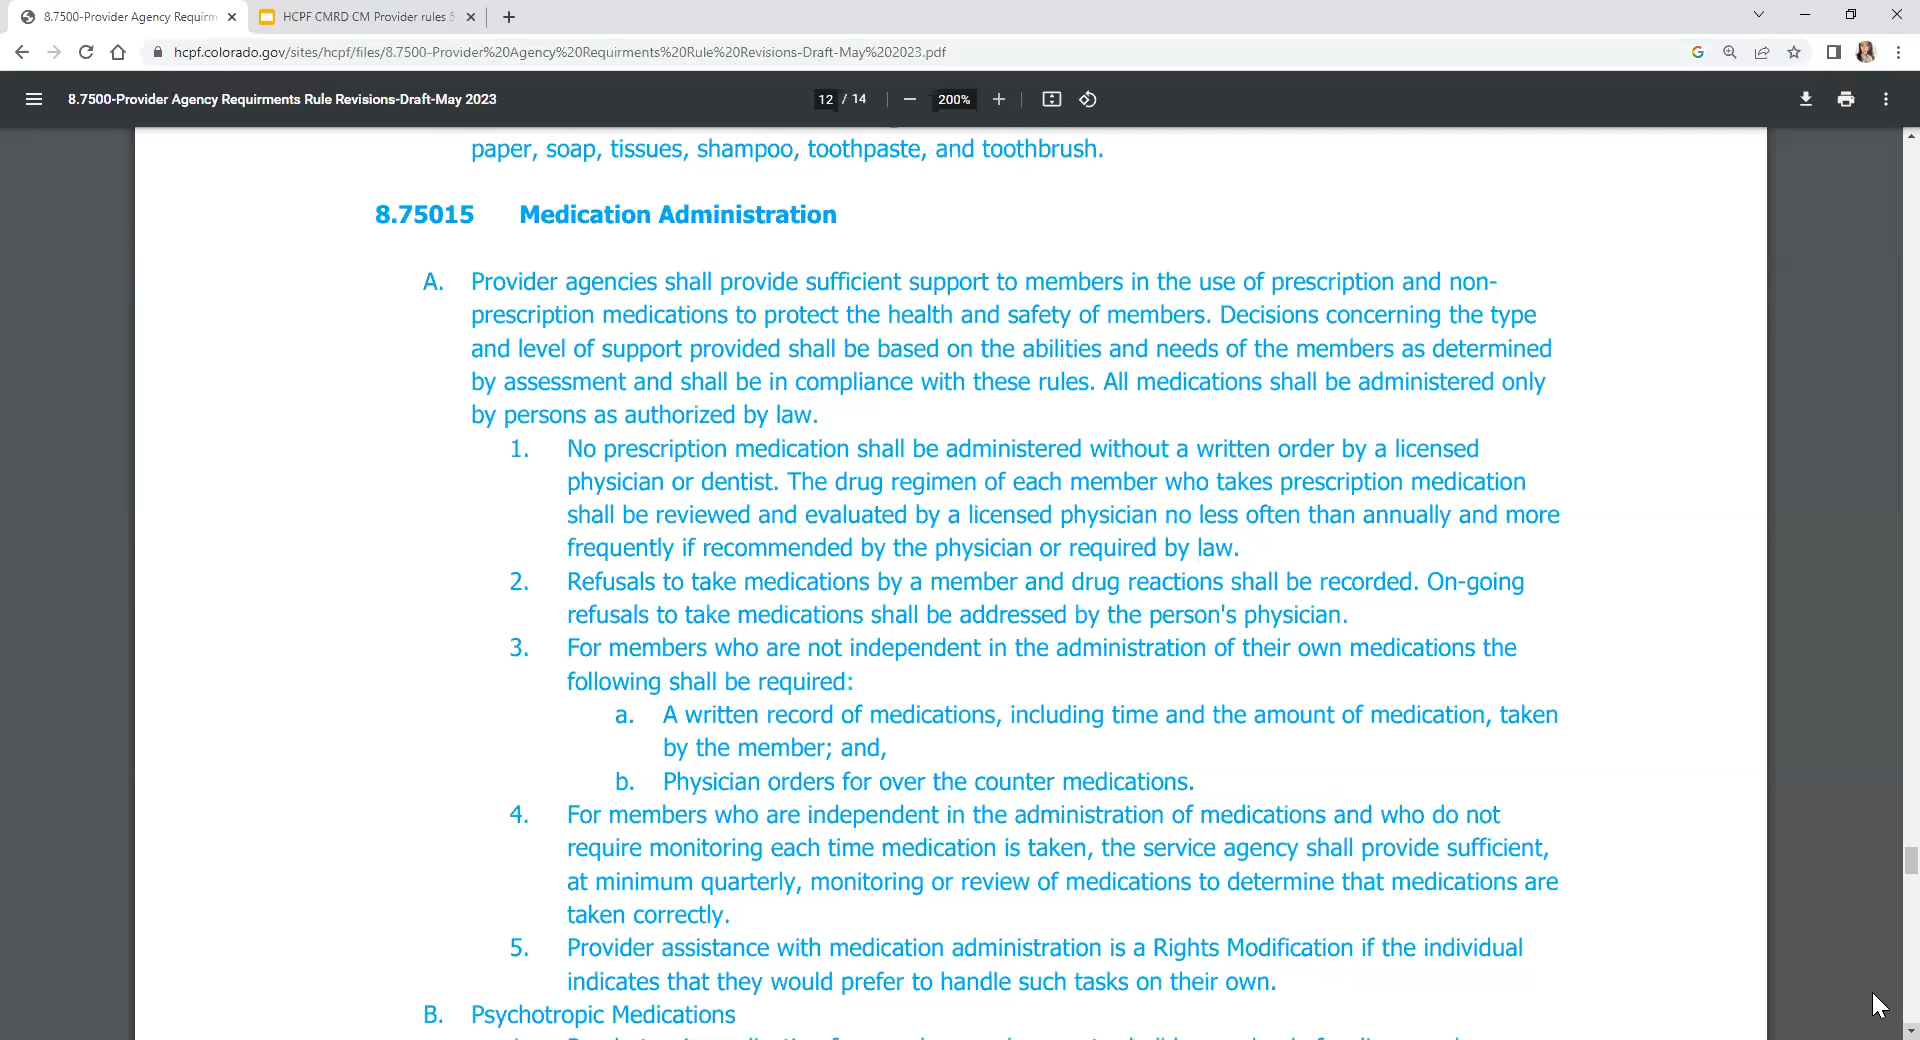 8.7500-Provider Agency Requirm
HCPF CMRD CM Provider rules 5
hcpf.colorado.gov/sites/hcpf/files/8.7500-Provider%20Agency%20Requirments%20Rule%20Revisions-Draft-May%202023.pdf
8.7500-Provider Agency Requirments Rule Revisions-Draft-May 2023
12 / 14
200%
paper, soap, tissues, shampoo, toothpaste, and toothbrush.
8.75015 Medication Administration
A. Provider agencies shall provide sufficient support to members in the use of prescription and non-
prescription medications to protect the health and safety of members. Decisions concerning the type
and level of support provided shall be based on the abilities and needs of the members as determined
by assessment and shall be in compliance with these rules. All medications shall be administered only
by persons as authorized by law.
1. No prescription medication shall be administered without a written order by a licensed
physician or dentist. The drug regimen of each member who takes prescription medication
shall be reviewed and evaluated by a licensed physician no less often than annually and more
frequently if recommended by the physician or required by law.
2. Refusals to take medications by a member and drug reactions shall be recorded. On-going
refusals to take medications shall be addressed by the person's physician.
3. For members who are not independent in the administration of their own medications the
following shall be required:
a. A written record of medications, including time and the amount of medication, taken
by the member; and,
b. Physician orders for over the counter medications.
4. For members who are independent in the administration of medications and who do not
require monitoring each time medication is taken, the service agency shall provide sufficient,
at minimum quarterly, monitoring or review of medications to determine that medications are
taken correctly.
5. Provider assistance with medication administration is a Rights Modification if the individual
indicates that they would prefer to handle such tasks on their own.
B. Psychotropic Medications